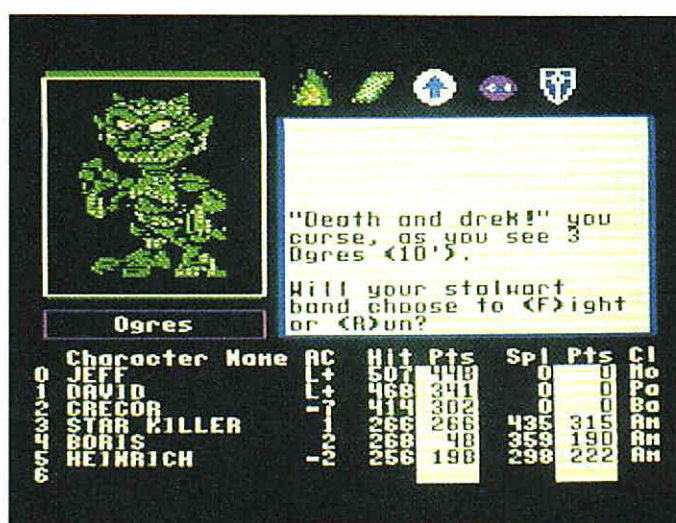 "Death and drek!" you
curse, as you see 3
Ogres <10'>.
Will your stalwart
band choose to <F>ight
or <R>un?
Ogres
Character Name AC Hit Pts Spl Pts Cl
0 JEFF L+ 507 448 0 0 Mo
1 DAVID L+ 468 341 0 0 Pa
2 GREGOR 414 302 0 0 Ba
3 STAR KILLER 266 266 435 315 Am
4 BORIS 268 48 359 190 Am
5 HEINRICH -2 256 198 298 222 Am
6